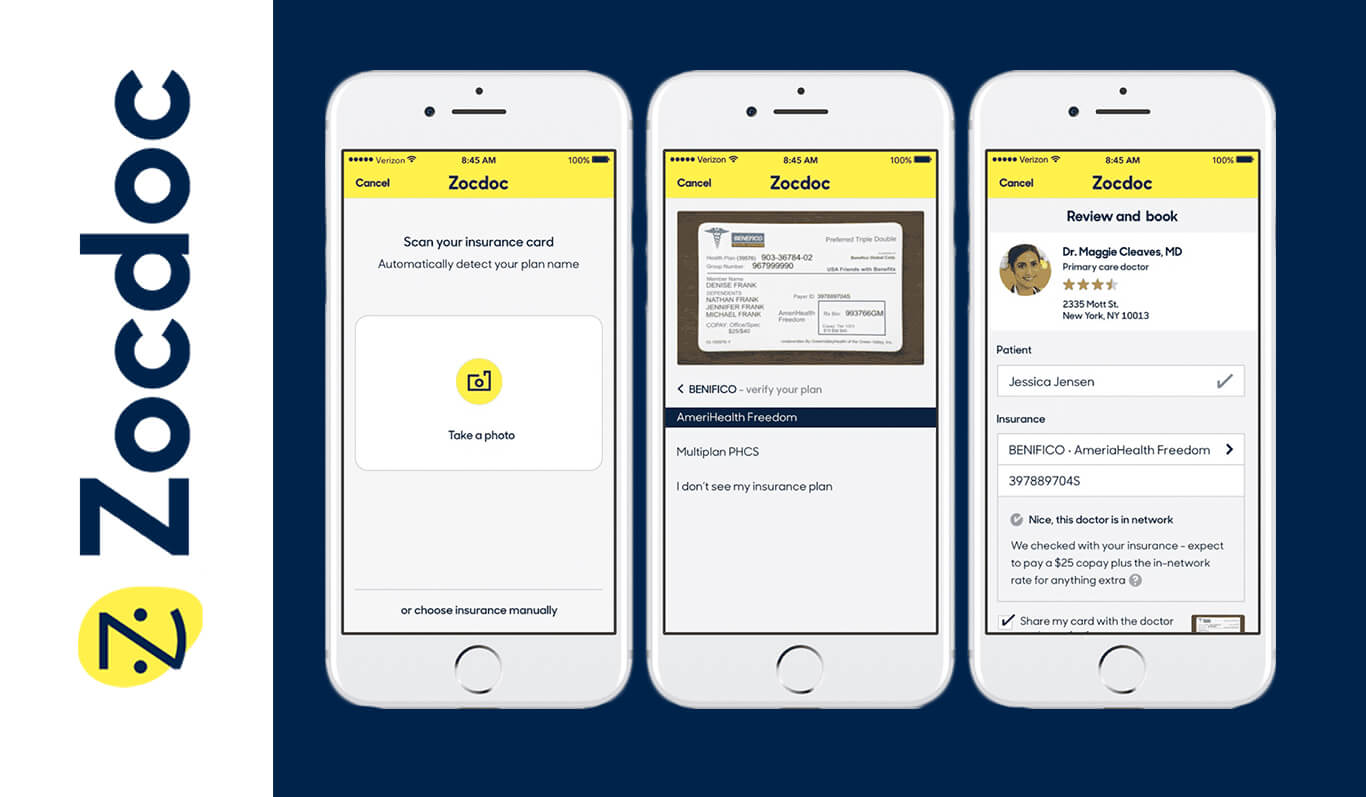 Zocdoc
Verizon 8:45 AM 100%
Cancel Zocdoc
Scan your insurance card
Automatically detect your plan name
Take a photo
or choose insurance manually
Verizon 8:45 AM 100%
Cancel Zocdoc
BENEFICO
Preferred Triple Double
Health Plan (39576) 903-36784-02
Benefico Global Corp.
Group Number: 967999990
USA Friends with Benefits
Member Name
DENISE FRANK
DEPENDENTS
NATHAN FRANK
JENNIFER FRANK
MICHAEL FRANK
Payer ID 397889704S
AmeriHealth
Freedom
Rx Bin: 993766GM
COPAY: Office/Spec
$25/$40
BENIFICO - verify your plan
AmeriHealth Freedom
Multiplan PHCS
I don't see my insurance plan
Verizon 8:45 AM 100%
Cancel Zocdoc
Review and book
Dr. Maggie Cleaves, MD
Primary care doctor
2335 Mott St.
New York, NY 10013
Patient
Jessica Jensen
Insurance
BENIFICO · AmeriaHealth Freedom
397889704S
Nice, this doctor is in network
We checked with your insurance - expect
to pay a $25 copay plus the in-network
rate for anything extra ?
Share my card with the doctor